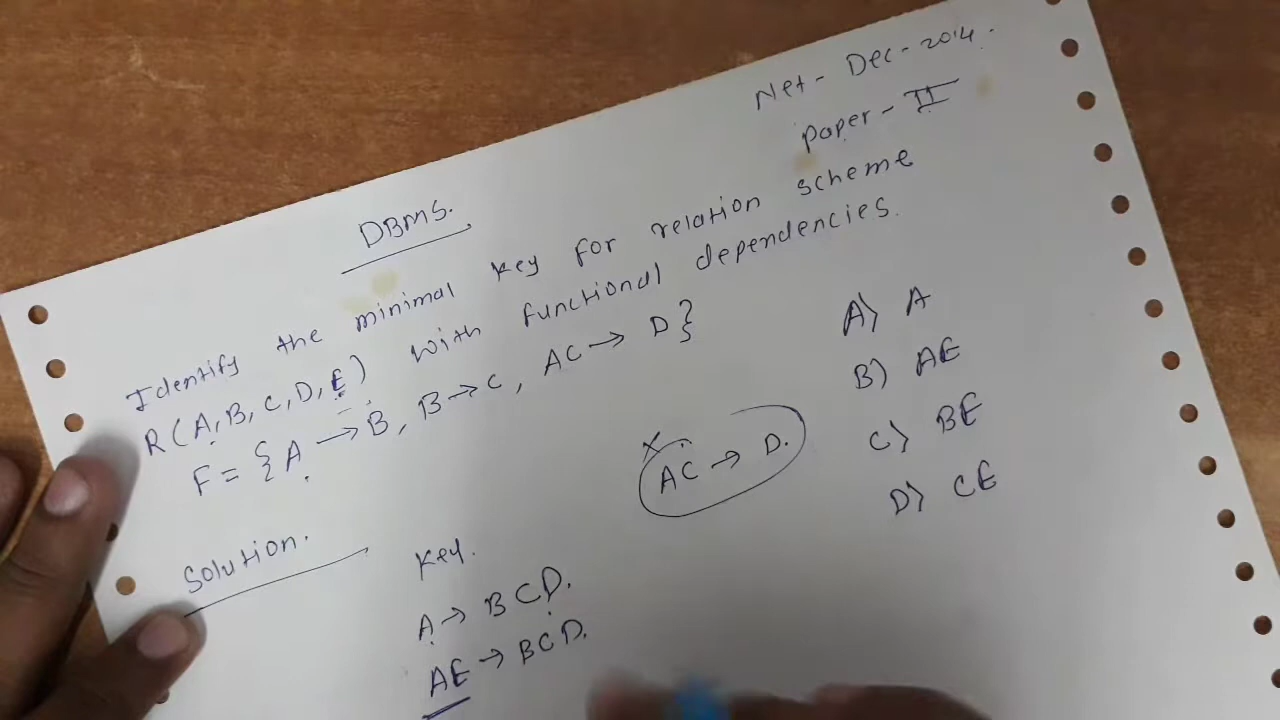 Net - Dec - 2014.
Paper - II
DBMS.
Identify the minimal key for relation scheme
R(A,B,C,D,E) with functional dependencies.
F = {A → B, B → C, AC → D}
A) A
B) AE
C) BE
D) CE
X
AC → D.
Solution.
Key.
A → BCD.
AE → BCD.